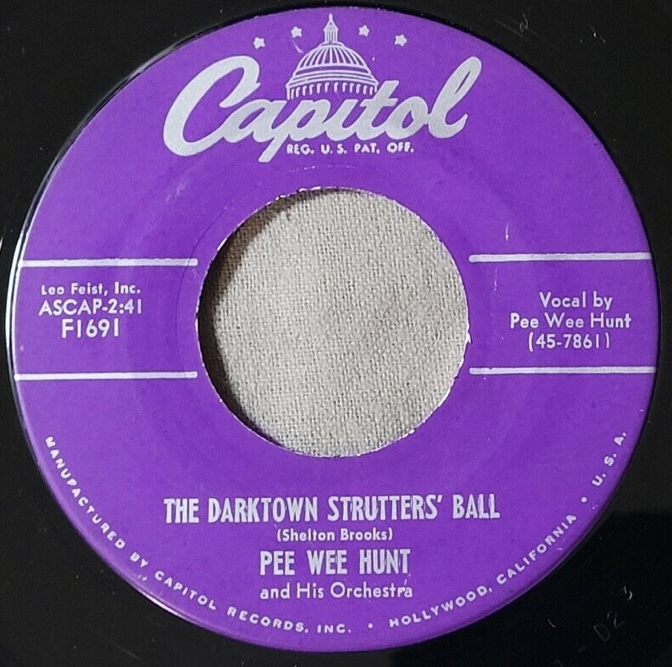 Capitol
REG. U.S. PAT. OFF.
Leo Feist, Inc.
ASCAP-2:41
F1691
Vocal by
Pee Wee Hunt
(45-7861)
THE DARKTOWN STRUTTERS' BALL
(Shelton Brooks)
PEE WEE HUNT
and His Orchestra
MANUFACTURED BY CAPITOL RECORDS, INC. • HOLLYWOOD, CALIFORNIA • U.S.A.